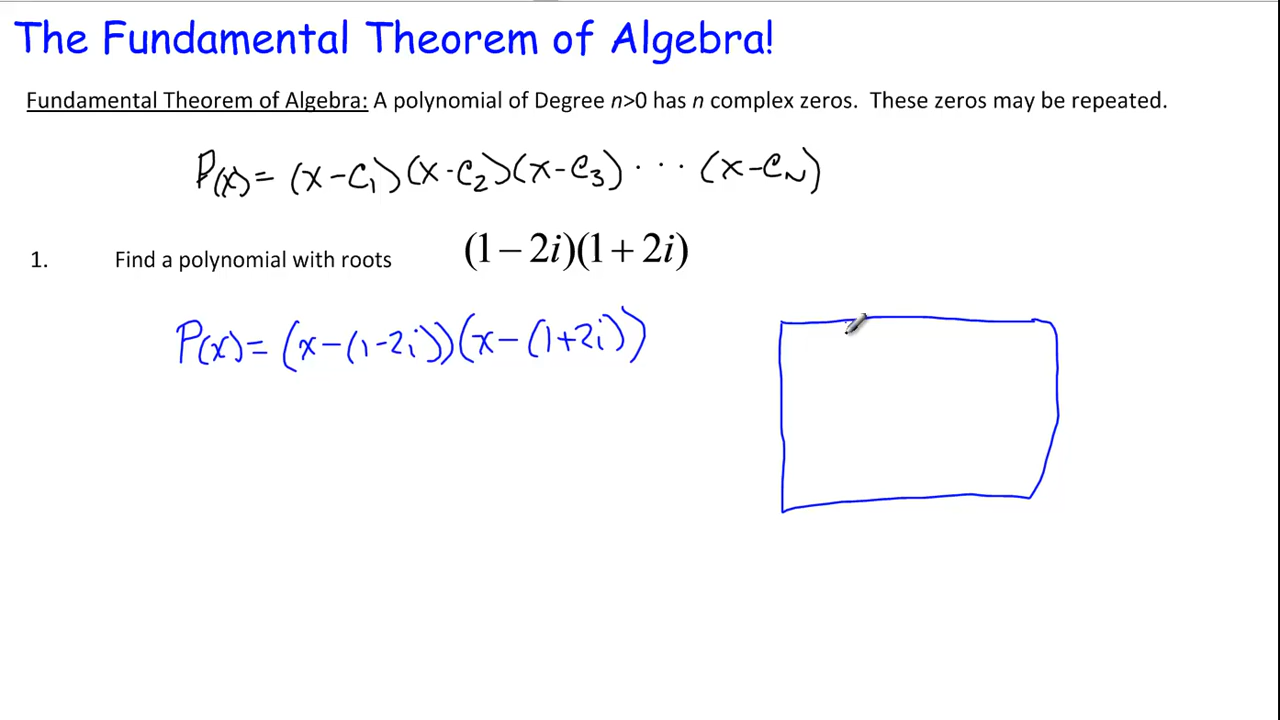 The Fundamental Theorem of Algebra!
Fundamental Theorem of Algebra: A polynomial of Degree n>0 has n complex zeros. These zeros may be repeated.
P(x) = (x-c₁)(x-c₂)(x-c₃) · · · (x-cₙ)
1. Find a polynomial with roots (1 − 2i)(1 + 2i)
P(x) = (x-(1-2i))(x-(1+2i))